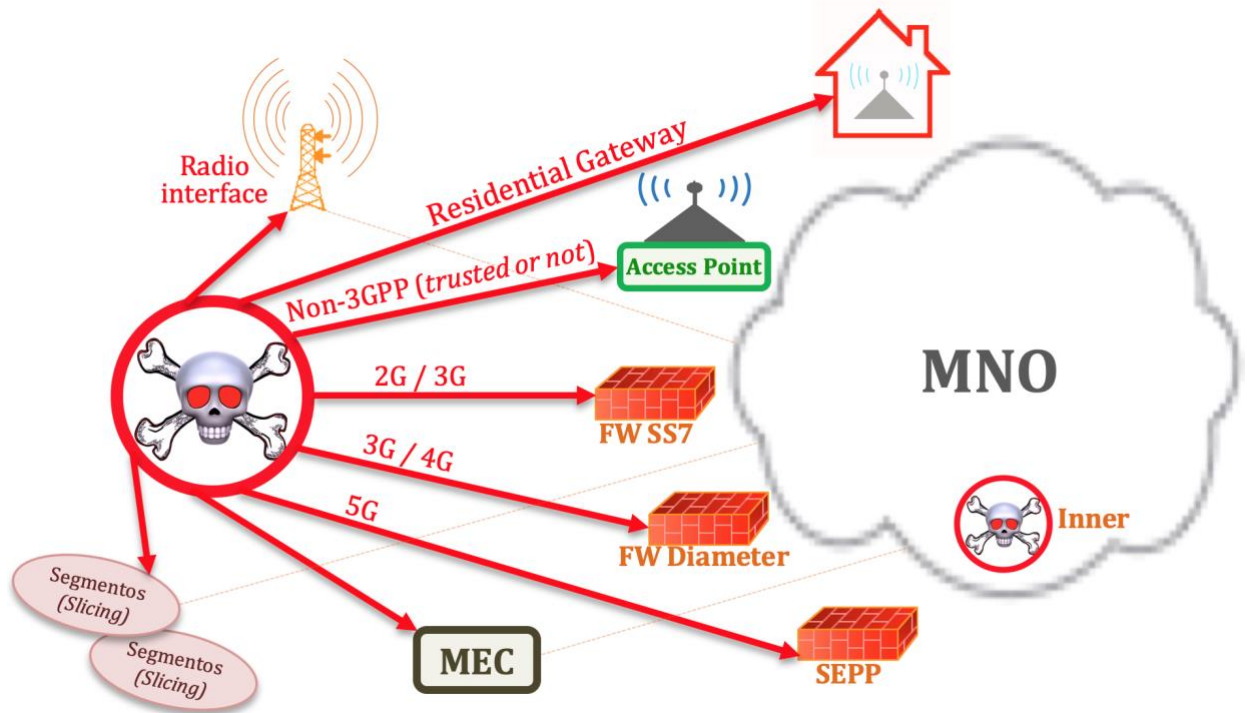 Radio
interface
Residential Gateway
Non-3GPP (trusted or not)
Access Point
MNO
2G / 3G
FW SS7
3G / 4G
FW Diameter
5G
SEPP
Inner
MEC
Segmentos
(Slicing)
Segmentos
(Slicing)